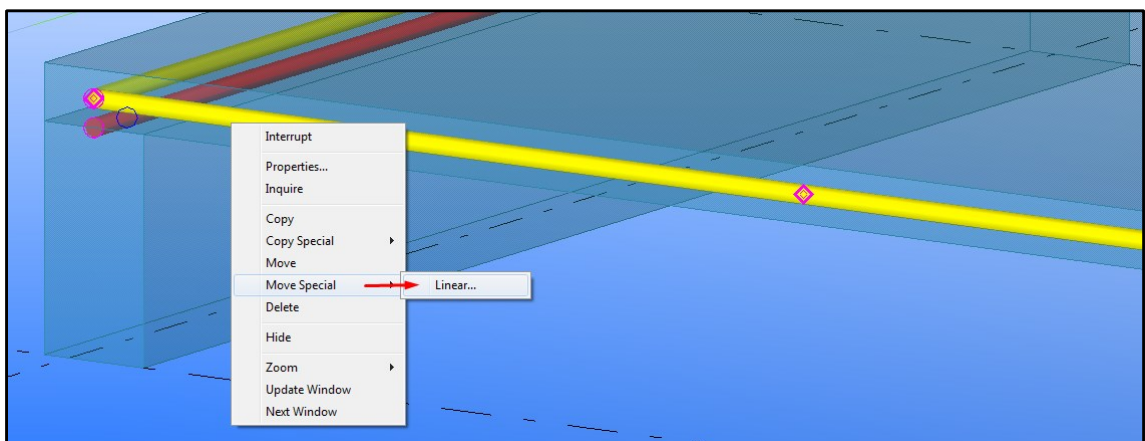 Interrupt
Properties...
Inquire
Copy
Copy Special
Move
Move Special
Linear...
Delete
Hide
Zoom
Update Window
Next Window